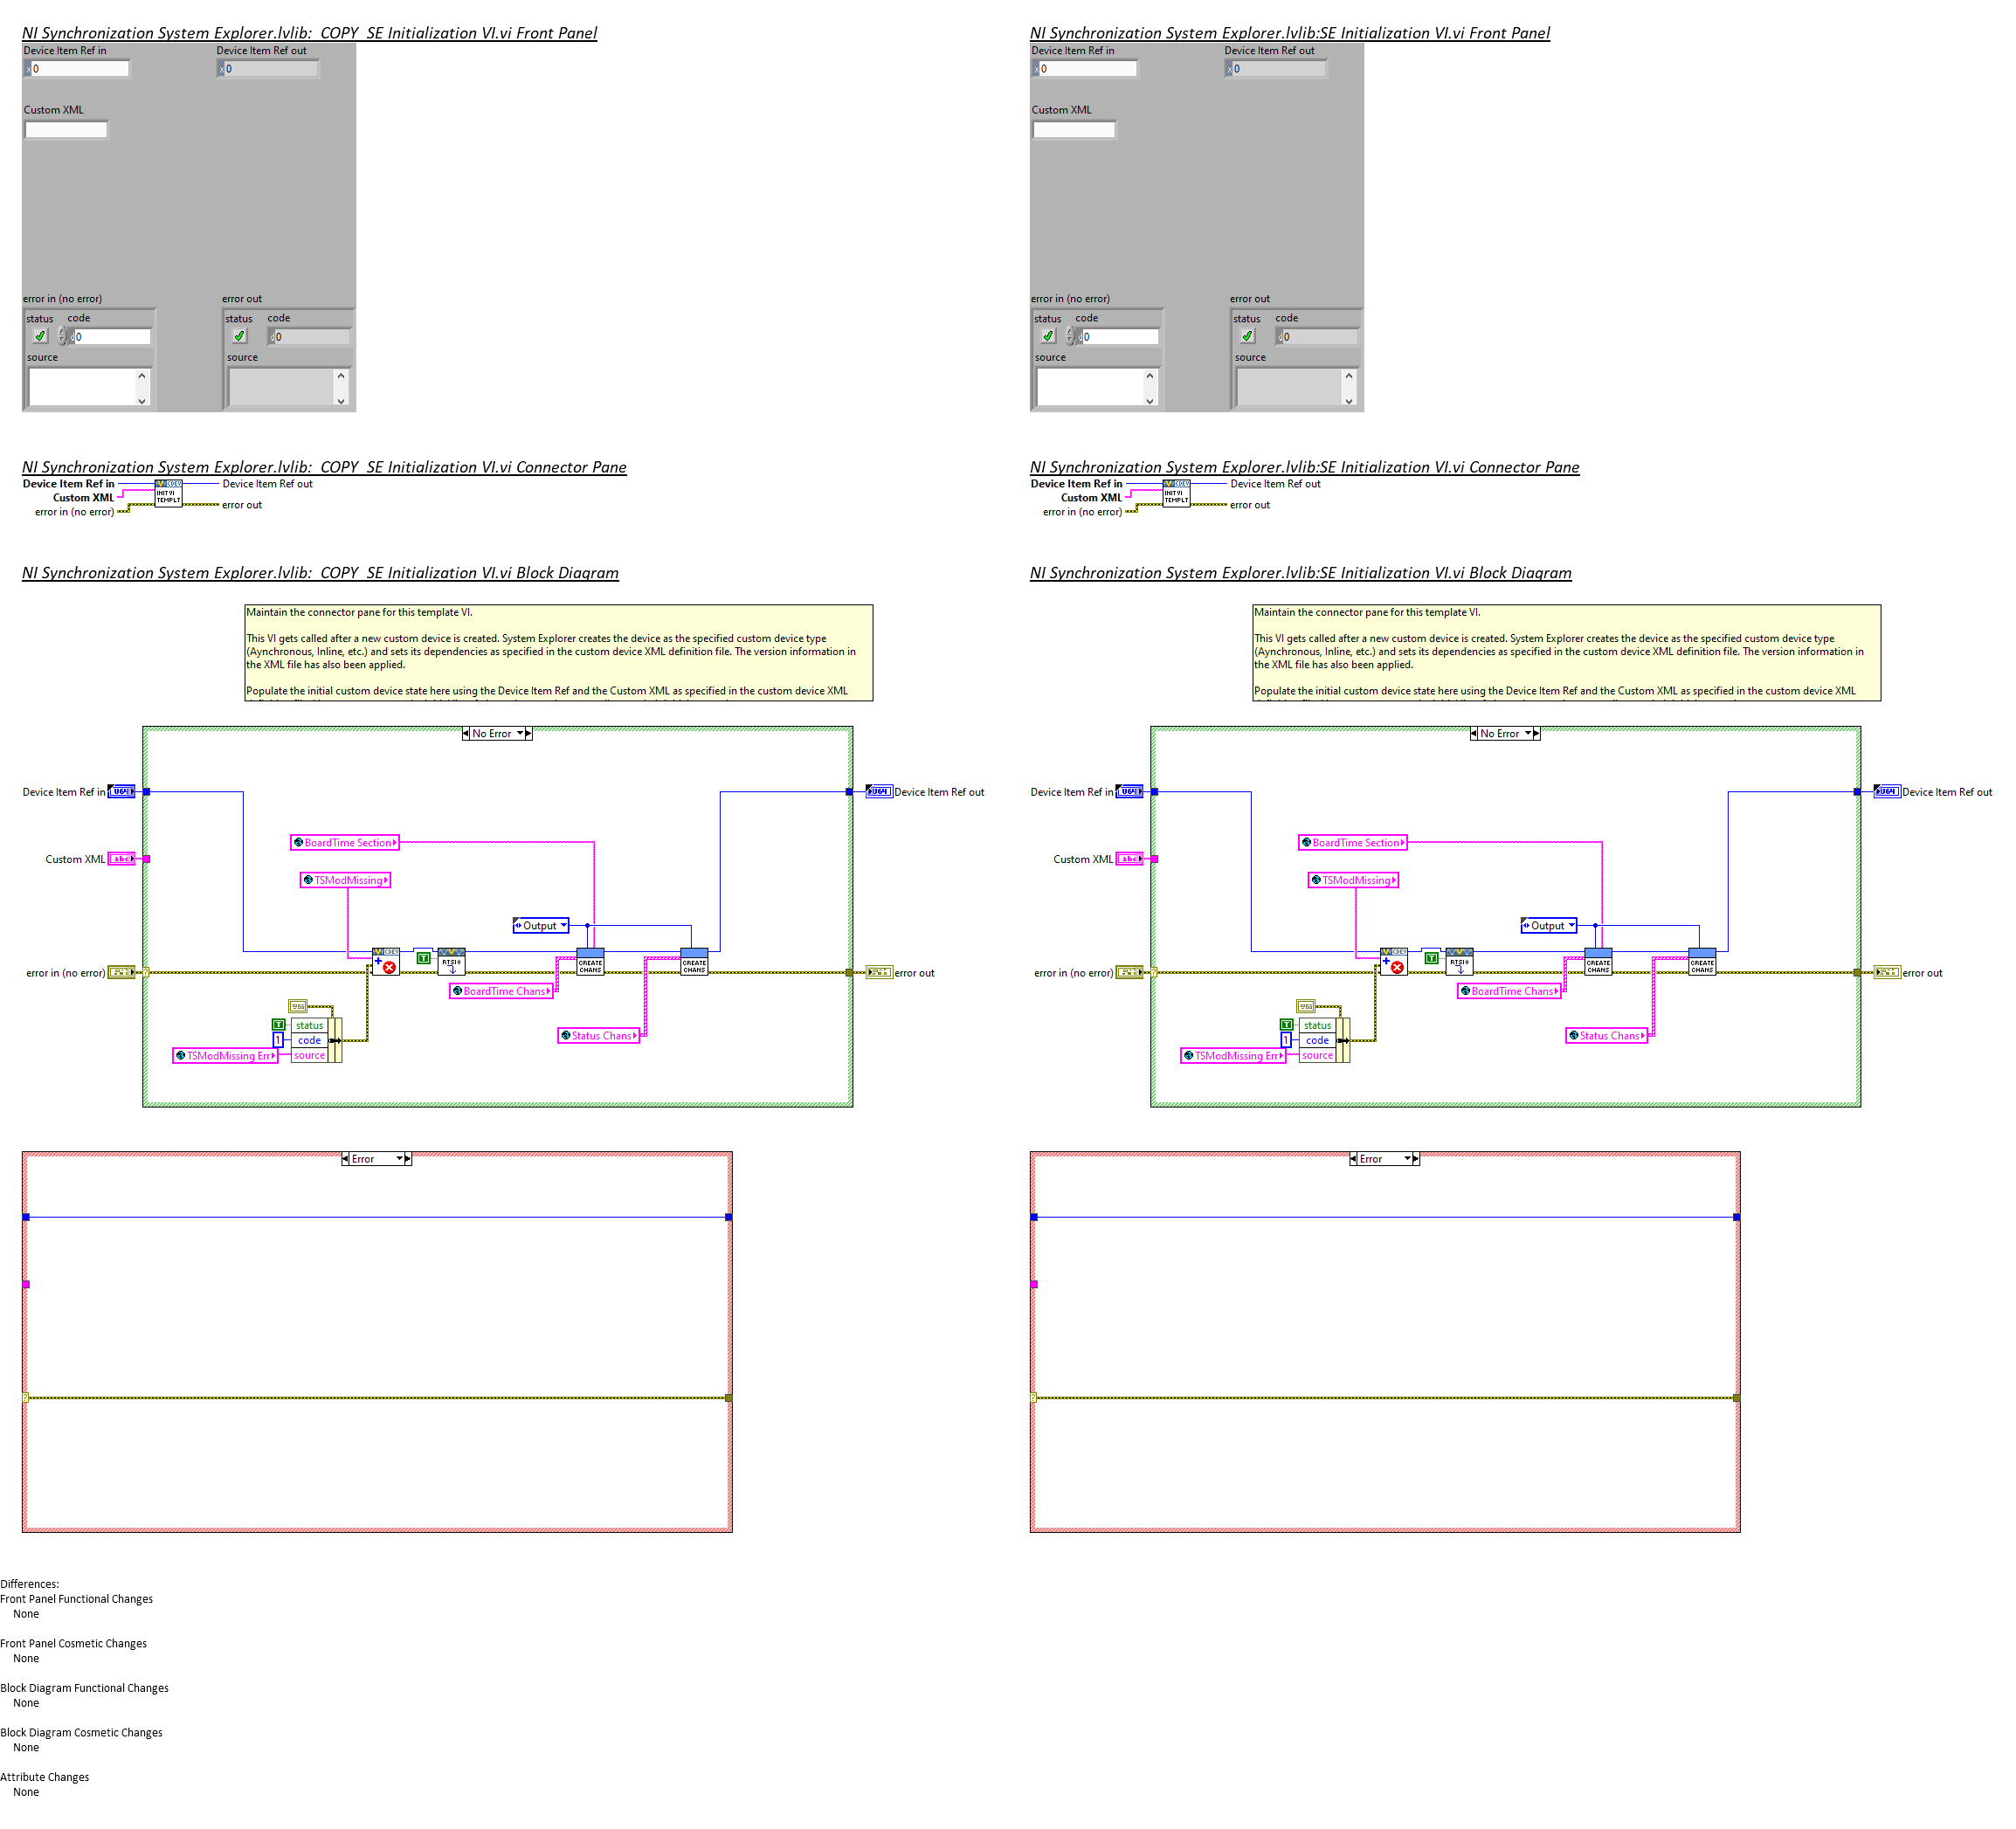 NI Synchronization System Explorer.lvlib:_COPY_SE Initialization VI.vi Front Panel
Device Item Ref in
Device Item Ref out
x 0
x 0
Custom XML
error in (no error)
error out
status code
status code
d 0
d 0
source
source
NI Synchronization System Explorer.lvlib:_COPY_SE Initialization VI.vi Connector Pane
Device Item Ref in
Device Item Ref out
Custom XML
error in (no error)
error out
CDEV
INIT VI
TEMPLT
NI Synchronization System Explorer.lvlib:_COPY_SE Initialization VI.vi Block Diagram
Maintain the connector pane for this template VI.
This VI gets called after a new custom device is created. System Explorer creates the device as the specified custom device type
(Aynchronous, Inline, etc.) and sets its dependencies as specified in the custom device XML definition file. The version information in
the XML file has also been applied.
Populate the initial custom device state here using the Device Item Ref and the Custom XML as specified in the custom device XML
No Error
Device Item Ref in
U64
U64
Device Item Ref out
BoardTime Section
Custom XML
abc
TSModMissing
Output
error in (no error)
CDEV
T
RTSI0
CREATE
CHANS
CREATE
CHANS
error out
BoardTime Chans
T
status
1
code
Status Chans
TSModMissing Err
source
Error
NI Synchronization System Explorer.lvlib:SE Initialization VI.vi Front Panel
Device Item Ref in
Device Item Ref out
x 0
x 0
Custom XML
error in (no error)
error out
status code
status code
d 0
d 0
source
source
NI Synchronization System Explorer.lvlib:SE Initialization VI.vi Connector Pane
Device Item Ref in
Device Item Ref out
Custom XML
error in (no error)
error out
CDEV
INIT VI
TEMPLT
NI Synchronization System Explorer.lvlib:SE Initialization VI.vi Block Diagram
Maintain the connector pane for this template VI.
This VI gets called after a new custom device is created. System Explorer creates the device as the specified custom device type
(Aynchronous, Inline, etc.) and sets its dependencies as specified in the custom device XML definition file. The version information in
the XML file has also been applied.
Populate the initial custom device state here using the Device Item Ref and the Custom XML as specified in the custom device XML
No Error
Device Item Ref in
U64
U64
Device Item Ref out
BoardTime Section
Custom XML
abc
TSModMissing
Output
error in (no error)
CDEV
T
RTSI0
CREATE
CHANS
CREATE
CHANS
error out
BoardTime Chans
T
status
1
code
Status Chans
TSModMissing Err
source
Error
Differences:
Front Panel Functional Changes
None
Front Panel Cosmetic Changes
None
Block Diagram Functional Changes
None
Block Diagram Cosmetic Changes
None
Attribute Changes
None